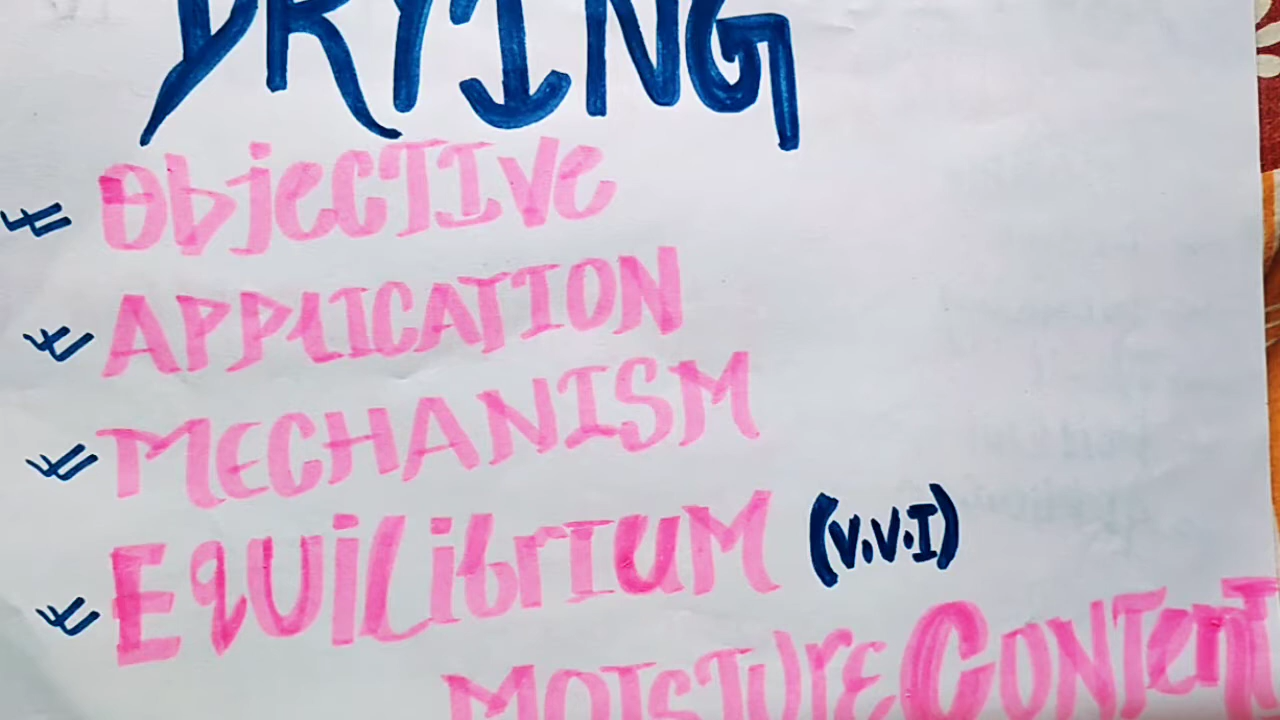 DRYING
ObjeCTIVe
APPLICATION
MECHANISM
EqUiLibrIUM (V.V.I)
MOISTUrE CONTenT